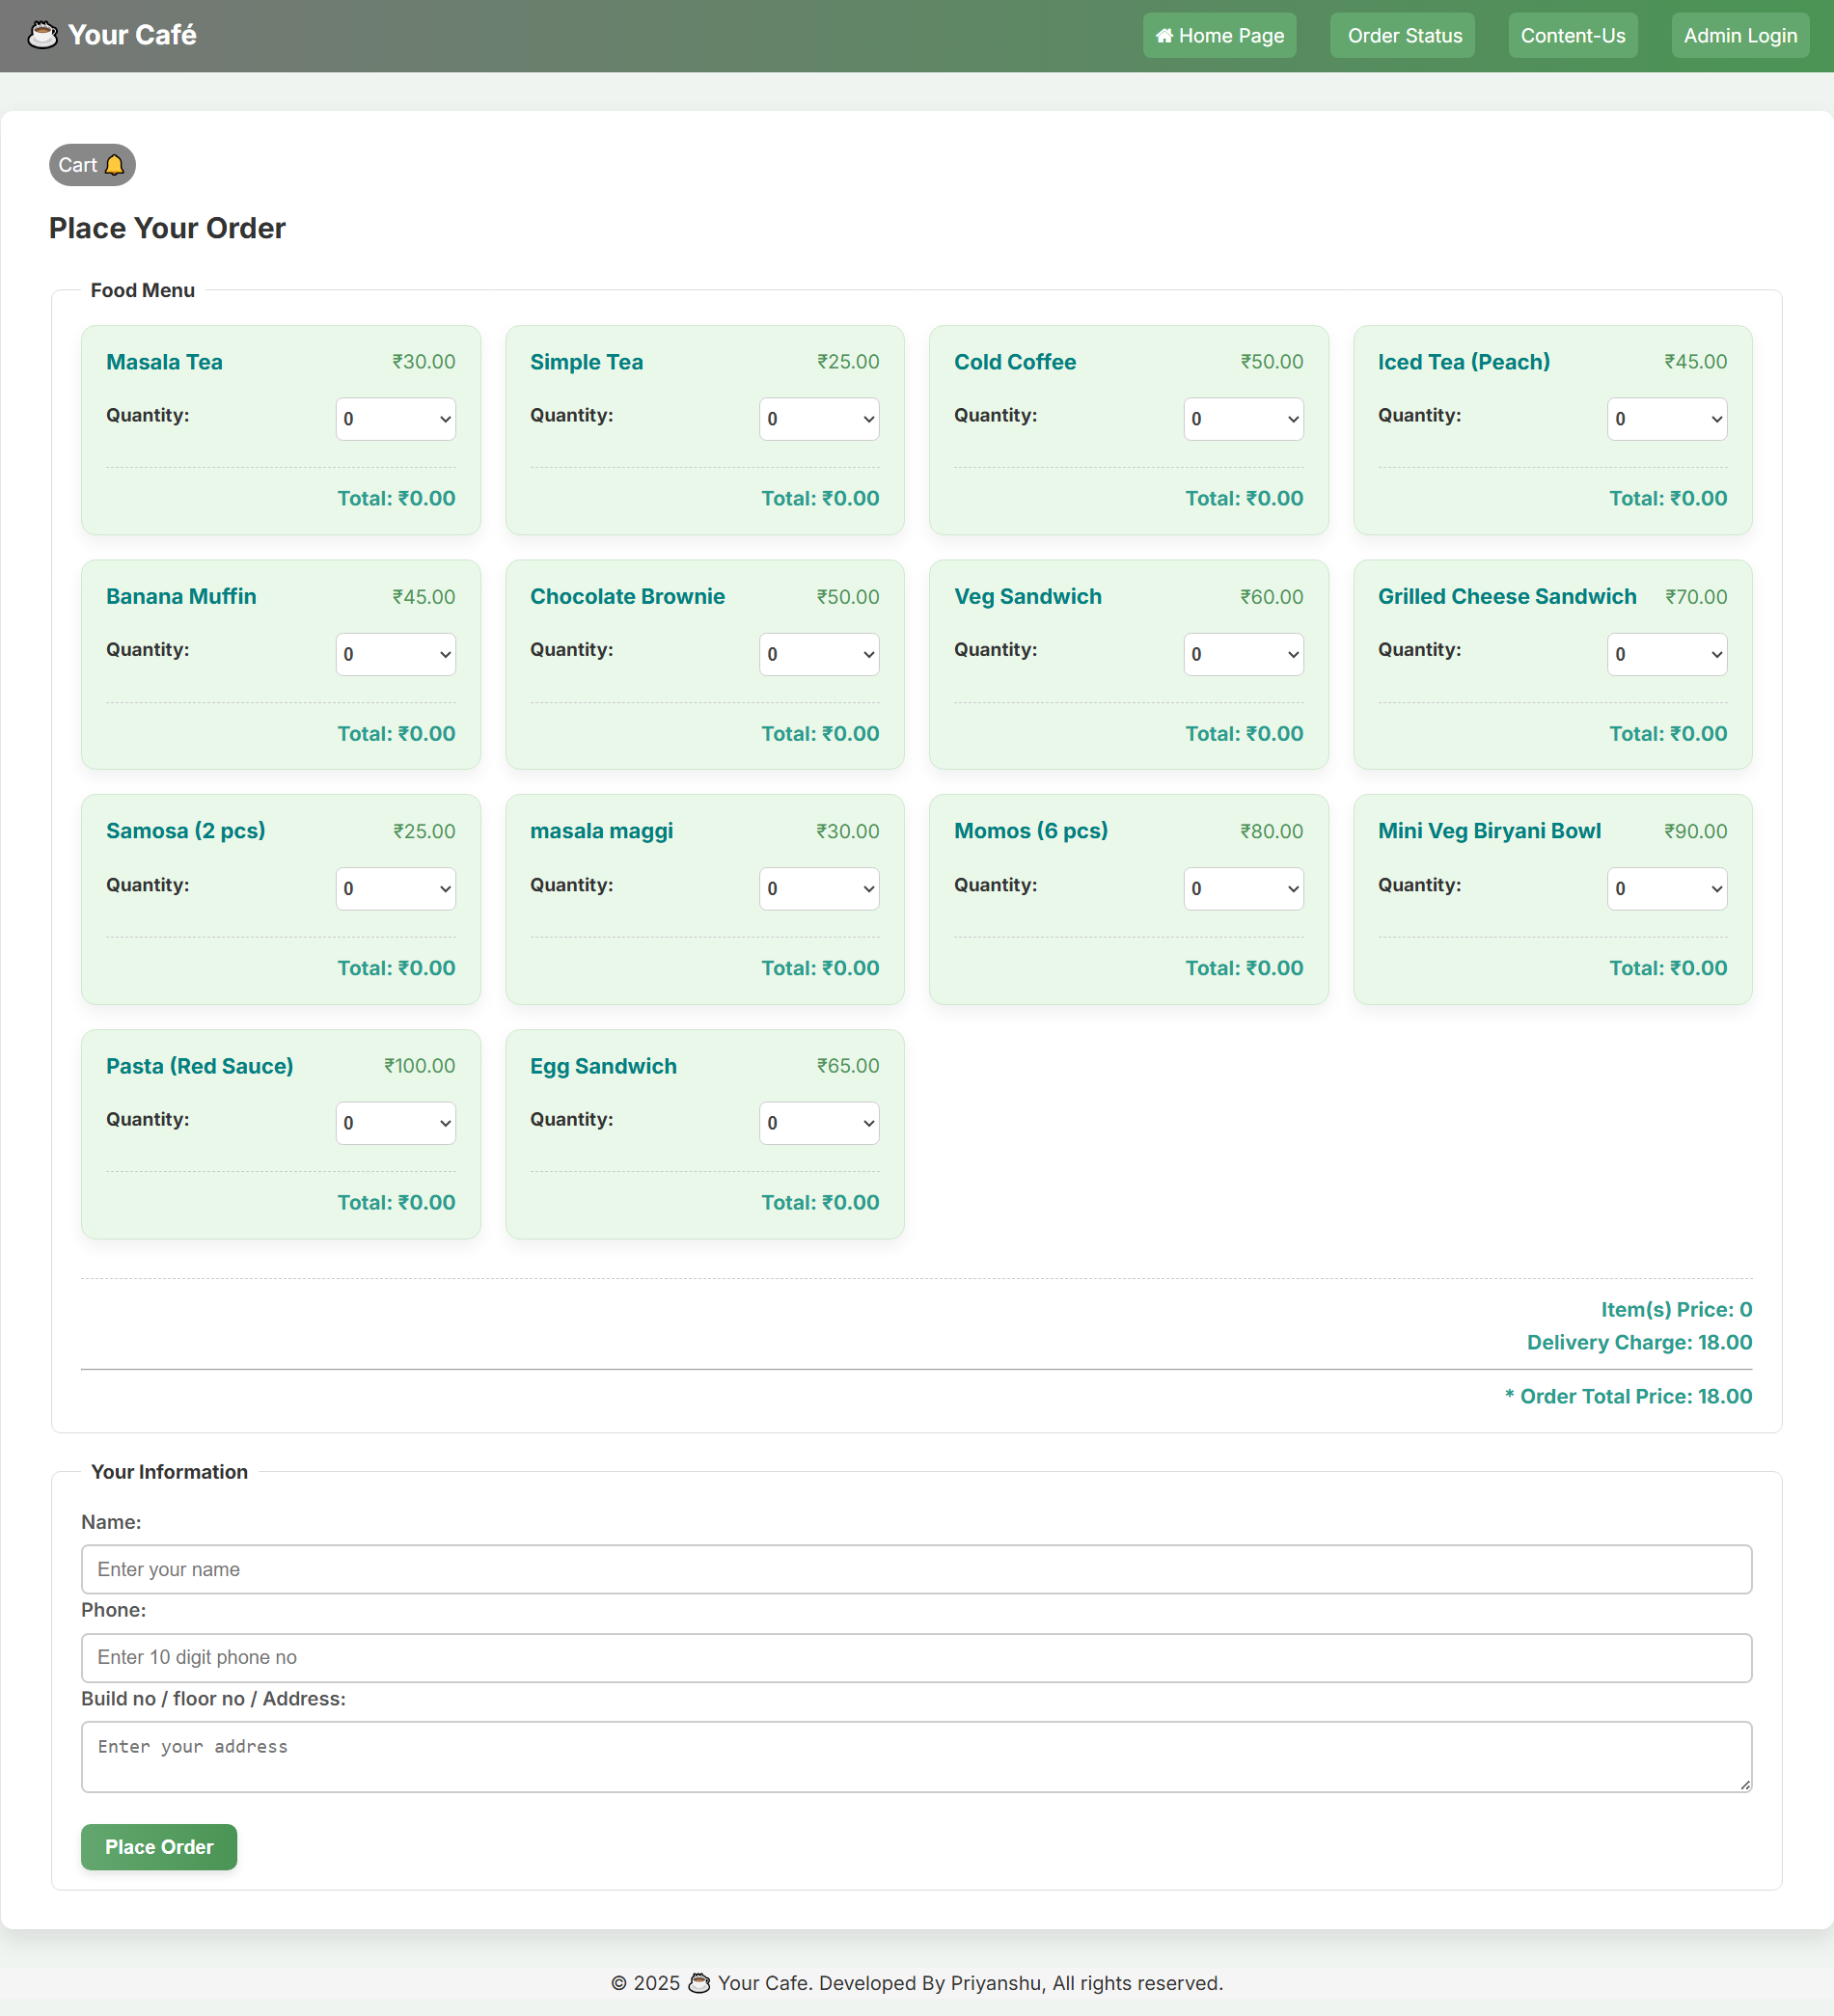 ☕ Your Café
Home Page
Order Status
Content-Us
Admin Login
Cart 🔔
Place Your Order
Food Menu
Masala Tea ₹30.00
Quantity: 0
Total: ₹0.00
Simple Tea ₹25.00
Quantity: 0
Total: ₹0.00
Cold Coffee ₹50.00
Quantity: 0
Total: ₹0.00
Iced Tea (Peach) ₹45.00
Quantity: 0
Total: ₹0.00
Banana Muffin ₹45.00
Quantity: 0
Total: ₹0.00
Chocolate Brownie ₹50.00
Quantity: 0
Total: ₹0.00
Veg Sandwich ₹60.00
Quantity: 0
Total: ₹0.00
Grilled Cheese Sandwich ₹70.00
Quantity: 0
Total: ₹0.00
Samosa (2 pcs) ₹25.00
Quantity: 0
Total: ₹0.00
masala maggi ₹30.00
Quantity: 0
Total: ₹0.00
Momos (6 pcs) ₹80.00
Quantity: 0
Total: ₹0.00
Mini Veg Biryani Bowl ₹90.00
Quantity: 0
Total: ₹0.00
Pasta (Red Sauce) ₹100.00
Quantity: 0
Total: ₹0.00
Egg Sandwich ₹65.00
Quantity: 0
Total: ₹0.00
Item(s) Price: 0
Delivery Charge: 18.00
* Order Total Price: 18.00
Your Information
Name:
Enter your name
Phone:
Enter 10 digit phone no
Build no / floor no / Address:
Enter your address
Place Order
© 2025 ☕ Your Cafe. Developed By Priyanshu, All rights reserved.